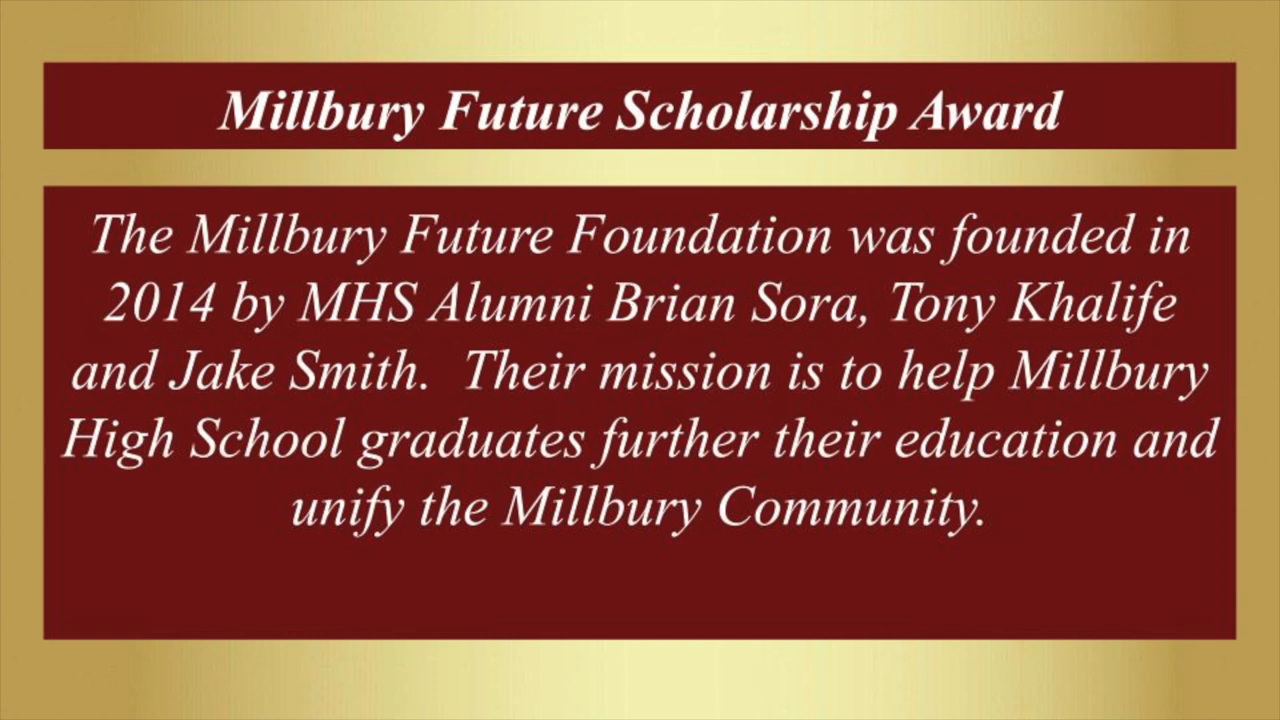 Millbury Future Scholarship Award
The Millbury Future Foundation was founded in
2014 by MHS Alumni Brian Sora, Tony Khalife
and Jake Smith.  Their mission is to help Millbury
High School graduates further their education and
unify the Millbury Community.